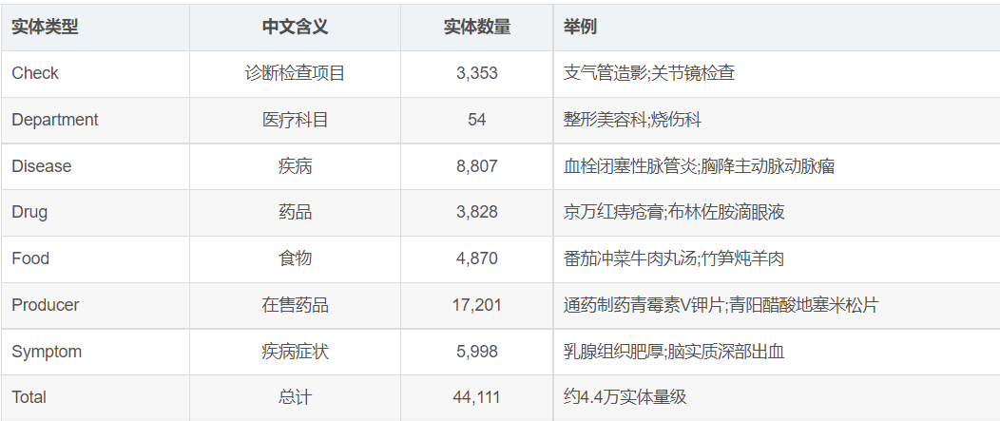 实体类型 中文含义 实体数量 举例
Check 诊断检查项目 3,353 支气管造影;关节镜检查
Department 医疗科目 54 整形美容科;烧伤科
Disease 疾病 8,807 血栓闭塞性脉管炎;胸降主动脉动脉瘤
Drug 药品 3,828 京万红痔疮膏;布林佐胺滴眼液
Food 食物 4,870 番茄冲菜牛肉丸汤;竹笋炖羊肉
Producer 在售药品 17,201 通药制药青霉素V钾片;青阳醋酸地塞米松片
Symptom 疾病症状 5,998 乳腺组织肥厚;脑实质深部出血
Total 总计 44,111 约4.4万实体量级